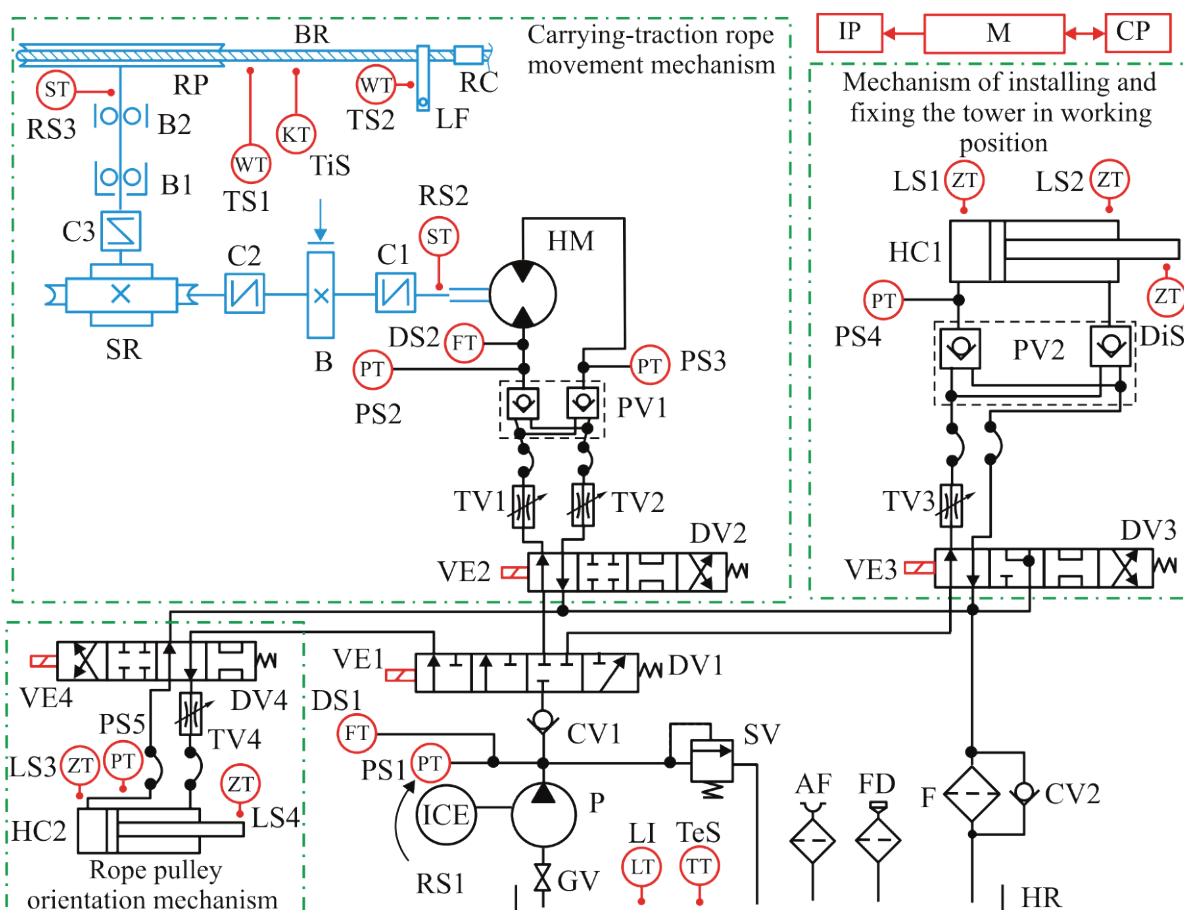 BR
Carrying-traction rope
movement mechanism
IP
M
CP
ST
RP
RS3
B2
WT
TS2
LF
RC
KT
TiS
WT
TS1
B1
C3
Mechanism of installing and
fixing the tower in working
position
LS1
ZT
LS2
ZT
RS2
ST
HM
C2
C1
HC1
SR
B
DS2
FT
PT
PS2
PT
PS3
PV1
PT
PS4
PV2
ZT
DiS
TV1
TV2
TV3
DV2
VE2
DV3
VE3
VE4
DV4
VE1
DV1
PS5
TV4
DS1
FT
CV1
SV
LS3
ZT
PT
ZT
LS4
HC2
PS1
PT
ICE
P
RS1
GV
LI
LT
TeS
TT
AF
FD
F
CV2
HR
Rope pulley
orientation mechanism